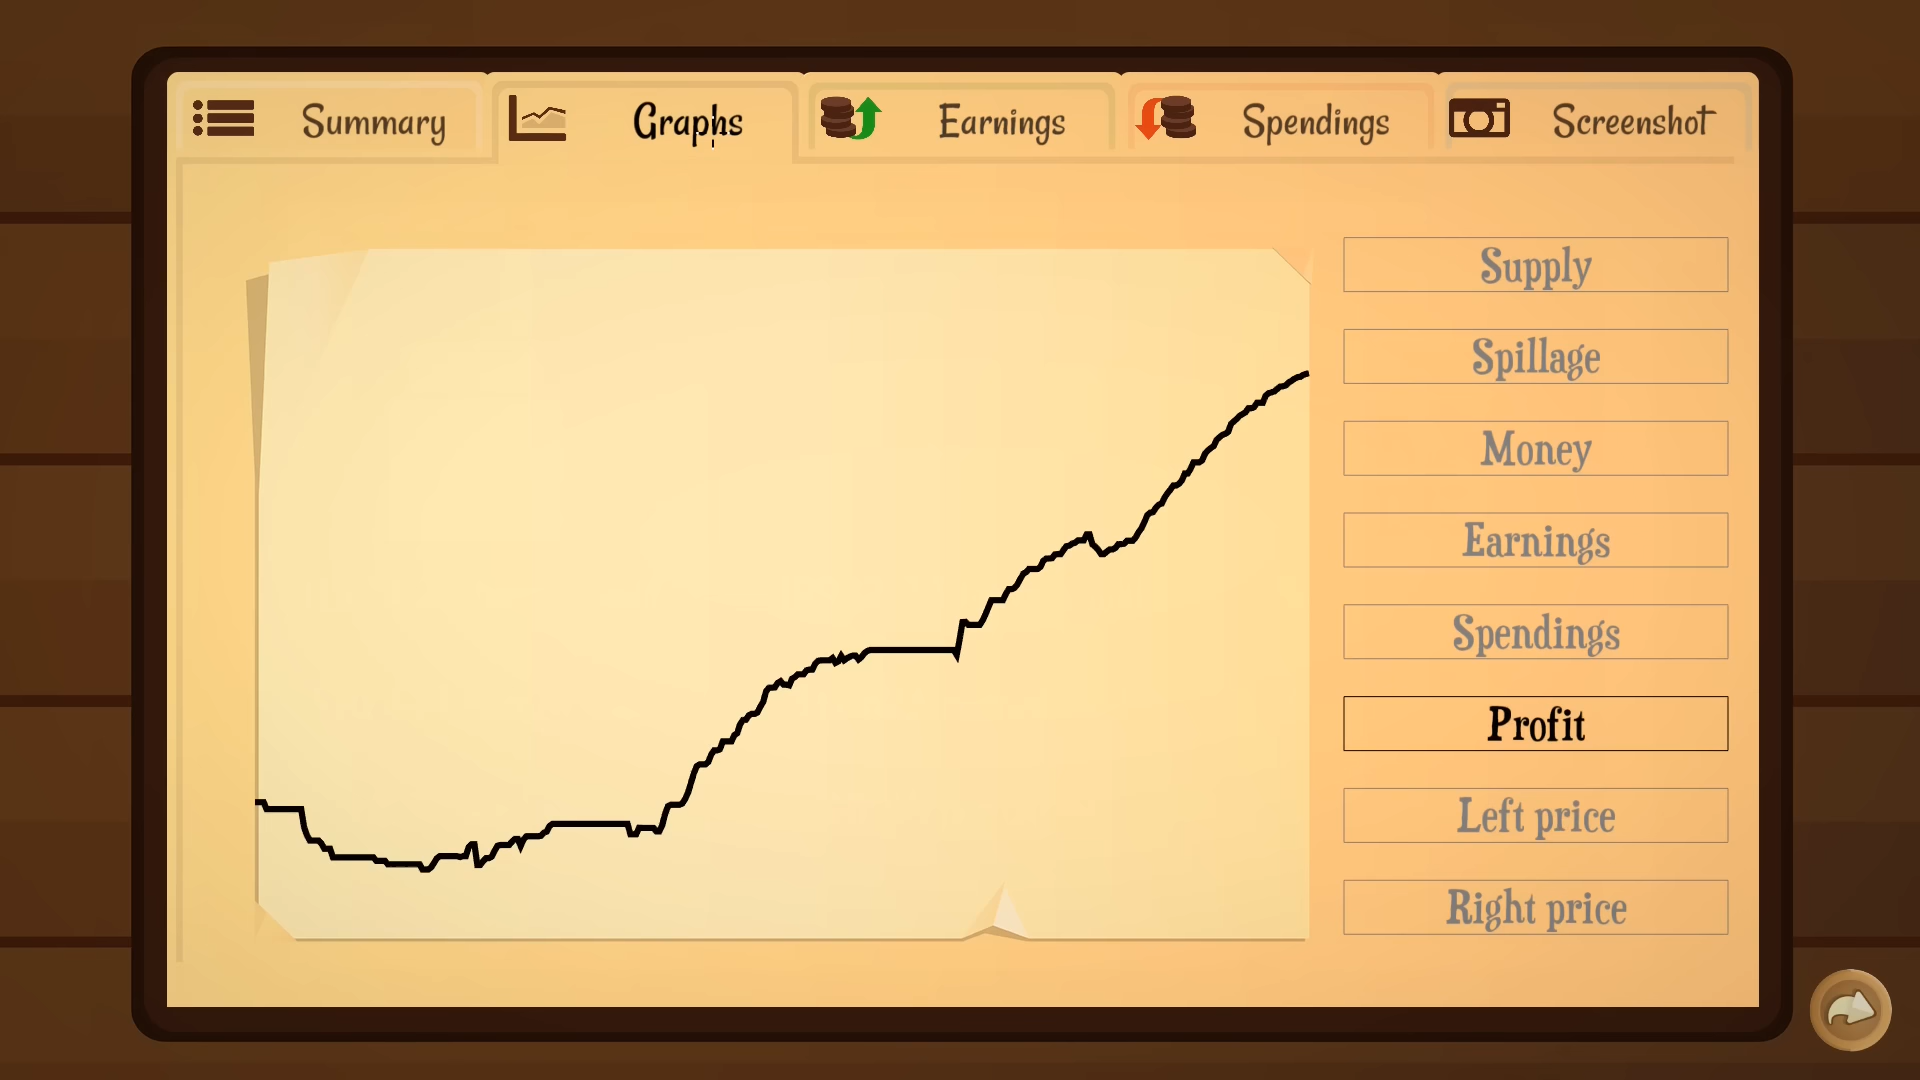 Summary
Graphs
Earnings
Spendings
Screenshot
Supply
Spillage
Money
Earnings
Spendings
Profit
Left price
Right price